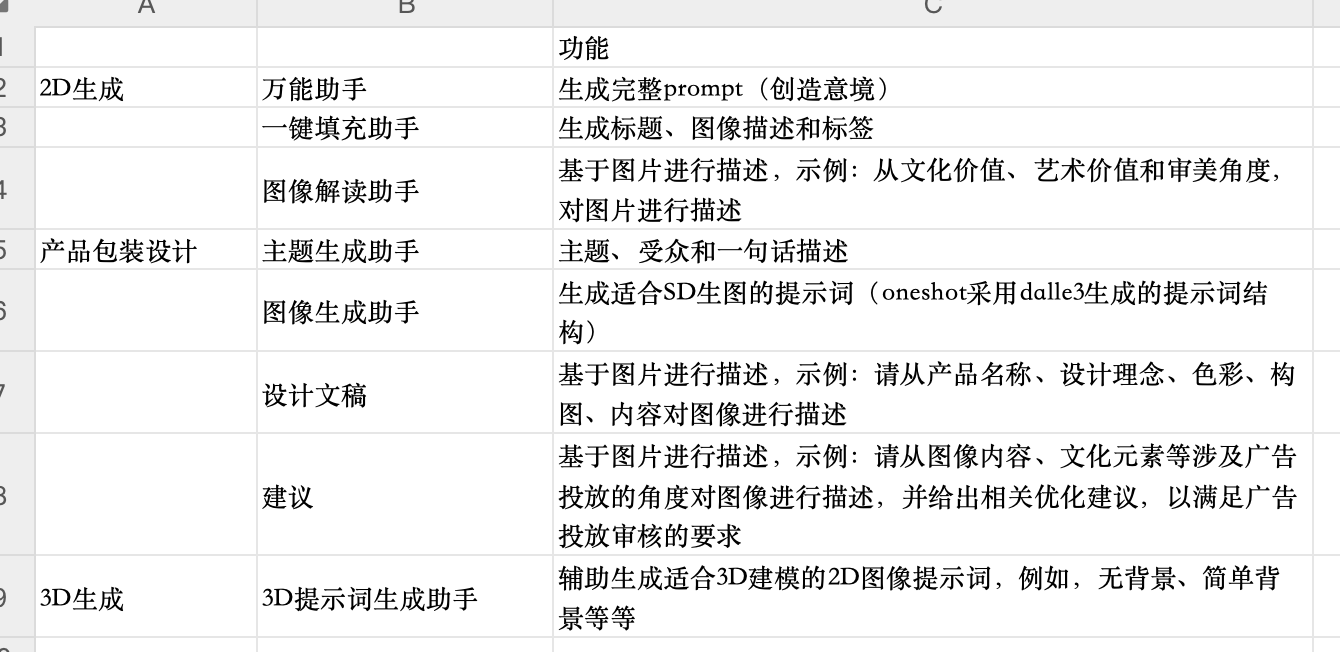 A B C
1
功能
2 2D生成 万能助手 生成完整prompt（创造意境）
3 一键填充助手 生成标题、图像描述和标签
4 图像解读助手 基于图片进行描述，示例：从文化价值、艺术价值和审美角度，
对图片进行描述
5 产品包装设计 主题生成助手 主题、受众和一句话描述
6 图像生成助手 生成适合SD生图的提示词（oneshot采用dalle3生成的提示词结
构）
7 设计文稿 基于图片进行描述，示例：请从产品名称、设计理念、色彩、构
图、内容对图像进行描述
8 建议 基于图片进行描述，示例：请从图像内容、文化元素等涉及广告
投放的角度对图像进行描述，并给出相关优化建议，以满足广告
投放审核的要求
9 3D生成 3D提示词生成助手 辅助生成适合3D建模的2D图像提示词，例如，无背景、简单背
景等等